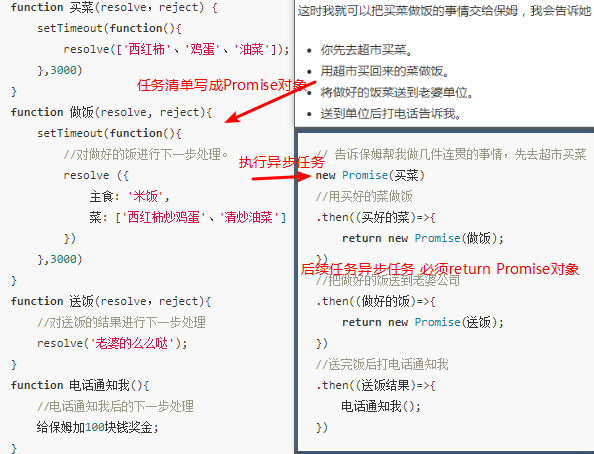 function 买菜(resolve，reject) {
setTimeout(function(){
resolve(['西红柿'、'鸡蛋'、'油菜']);
},3000)
}
function 做饭(resolve, reject){
setTimeout(function(){
//对做好的饭进行下一步处理。
resolve ({
主食: '米饭',
菜: ['西红柿炒鸡蛋'、'清炒油菜']
})
},3000)
}
function 送饭(resolve，reject){
//对送饭的结果进行下一步处理
resolve('老婆的么么哒');
}
function 电话通知我(){
//电话通知我后的下一步处理
给保姆加100块钱奖金;
}
任务清单写成Promise对象
执行异步任务
这时我就可以把买菜做饭的事情交给保姆，我会告诉她
• 你先去超市买菜。
• 用超市买回来的菜做饭。
• 将做好的饭菜送到老婆单位。
• 送到单位后打电话告诉我。
// 告诉保姆帮我做几件连贯的事情，先去超市买菜
new Promise(买菜)
//用买好的菜做饭
.then((买好的菜)=>{
return new Promise(做饭);
})
后续任务异步任务 必须return Promise对象
//把做好的饭送到老婆公司
.then((做好的饭)=>{
return new Promise(送饭);
})
//送完饭后打电话通知我
.then((送饭结果)=>{
电话通知我();
})